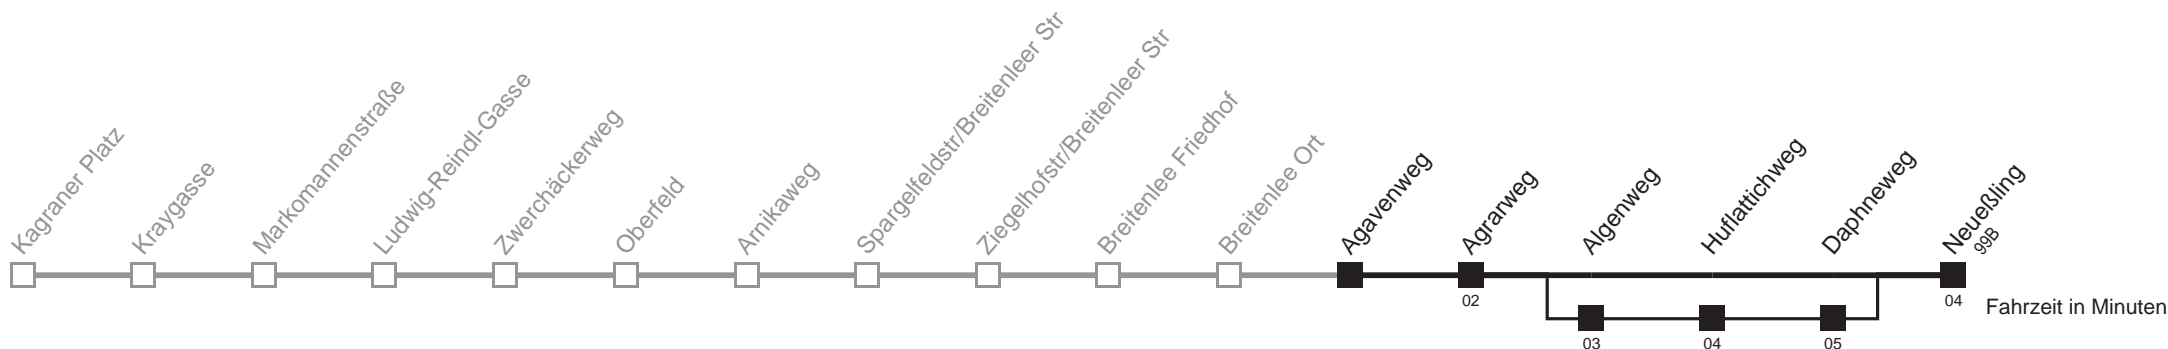 Kagraner Platz
Kraygasse
Markomannenstraße
Ludwig-Reindl-Gasse
Zwerchäckerweg
Oberfeld
Arnikaweg
Spargelfeldstr/Breitenleer Str
Ziegelhofstr/Breitenleer Str
Breitenlee Friedhof
Breitenlee Ort
Agavenweg
Agrarweg
Algenweg
Huflattichweg
Daphneweg
Neueßling
99B
02
04
Fahrzeit in Minuten
03
04
05